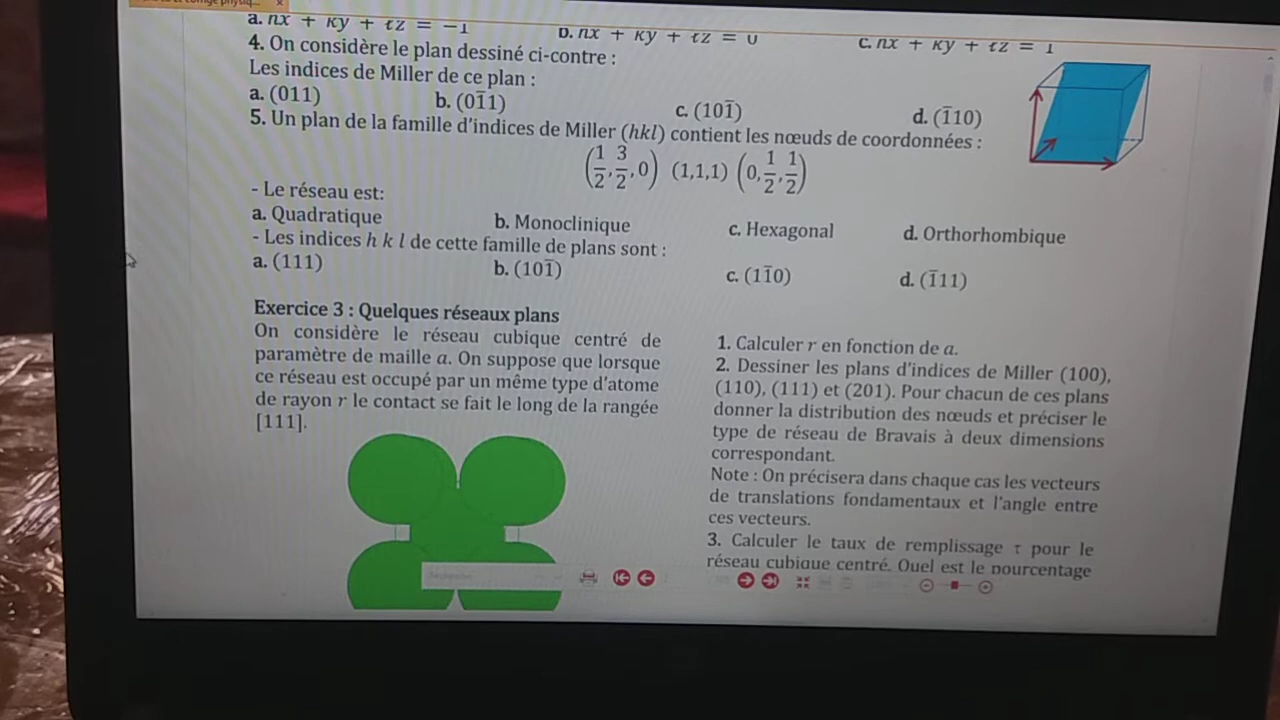 a. hx + ky + ℓz = −1
b. hx + ky + ℓz = 0
c. hx + ky + ℓz = 1
4. On considère le plan dessiné ci-contre :
Les indices de Miller de ce plan :
a. (011)
b. (01̅1)
c. (101̅)
d. (1̅10)
5. Un plan de la famille d'indices de Miller (hkl) contient les nœuds de coordonnées :
(1/2, 3/2, 0) (1,1,1) (0, 1/2, 1/2)
- Le réseau est:
a. Quadratique
b. Monoclinique
c. Hexagonal
d. Orthorhombique
- Les indices h k l de cette famille de plans sont :
a. (111)
b. (101̅)
c. (11̅0)
d. (1̅11)
Exercice 3 : Quelques réseaux plans
On considère le réseau cubique centré de
paramètre de maille a. On suppose que lorsque
ce réseau est occupé par un même type d'atome
de rayon r le contact se fait le long de la rangée
[111].
1. Calculer r en fonction de a.
2. Dessiner les plans d'indices de Miller (100),
(110), (111) et (201). Pour chacun de ces plans
donner la distribution des nœuds et préciser le
type de réseau de Bravais à deux dimensions
correspondant.
Note : On précisera dans chaque cas les vecteurs
de translations fondamentaux et l'angle entre
ces vecteurs.
3. Calculer le taux de remplissage τ pour le
réseau cubique centré. Quel est le pourcentage